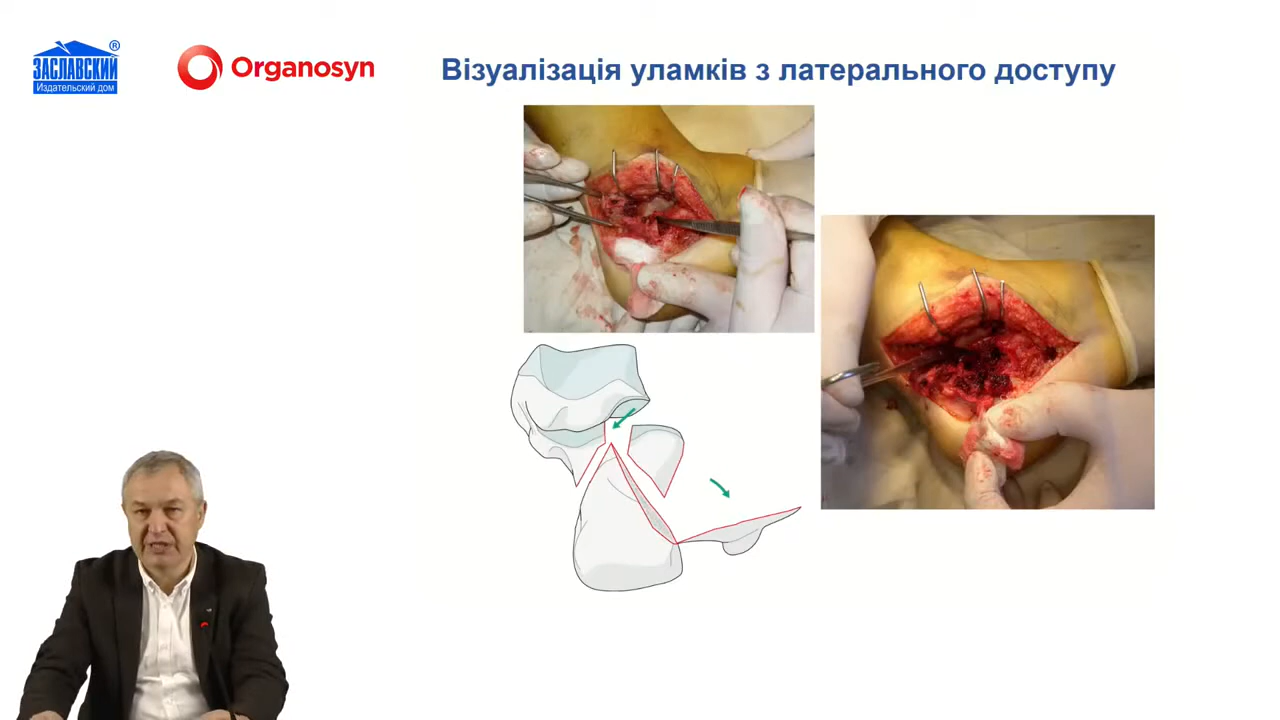 ЗАСЛАВСКИЙ
®
Издательский дом
Organosyn
Візуалізація уламків з латерального доступу